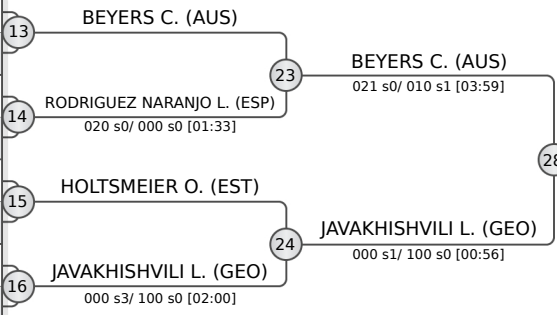 BEYERS C. (AUS)
13
BEYERS C. (AUS)
23
021 s0/ 010 s1 [03:59]
RODRIGUEZ NARANJO L. (ESP)
14
020 s0/ 000 s0 [01:33]
28
HOLTSMEIER O. (EST)
15
JAVAKHISHVILI L. (GEO)
24
000 s1/ 100 s0 [00:56]
JAVAKHISHVILI L. (GEO)
16
000 s3/ 100 s0 [02:00]